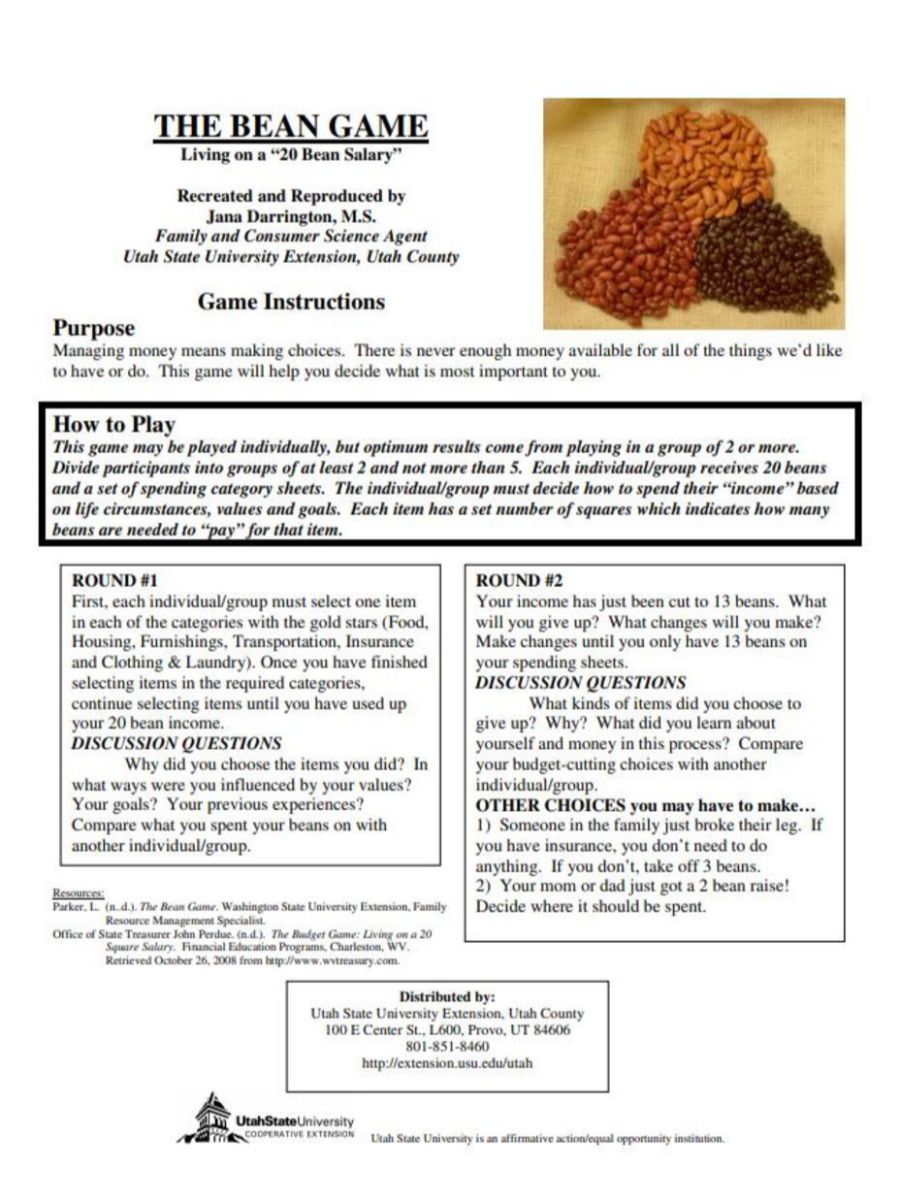 THE BEAN GAME
Living on a “20 Bean Salary”
Recreated and Reproduced by
Jana Darrington, M.S.
Family and Consumer Science Agent
Utah State University Extension, Utah County
Game Instructions
Purpose
Managing money means making choices.  There is never enough money available for all of the things we’d like
to have or do.  This game will help you decide what is most important to you.
How to Play
This game may be played individually, but optimum results come from playing in a group of 2 or more.
Divide participants into groups of at least 2 and not more than 5.  Each individual/group receives 20 beans
and a set of spending category sheets.  The individual/group must decide how to spend their “income” based
on life circumstances, values and goals.  Each item has a set number of squares which indicates how many
beans are needed to “pay” for that item.
ROUND #1
First, each individual/group must select one item
in each of the categories with the gold stars (Food,
Housing, Furnishings, Transportation, Insurance
and Clothing & Laundry). Once you have finished
selecting items in the required categories,
continue selecting items until you have used up
your 20 bean income.
DISCUSSION QUESTIONS
Why did you choose the items you did?  In
what ways were you influenced by your values?
Your goals?  Your previous experiences?
Compare what you spent your beans on with
another individual/group.
ROUND #2
Your income has just been cut to 13 beans.  What
will you give up?  What changes will you make?
Make changes until you only have 13 beans on
your spending sheets.
DISCUSSION QUESTIONS
What kinds of items did you choose to
give up?  Why?  What did you learn about
yourself and money in this process?  Compare
your budget-cutting choices with another
individual/group.
OTHER CHOICES you may have to make…
1)  Someone in the family just broke their leg.  If
you have insurance, you don’t need to do
anything.  If you don’t, take off 3 beans.
2)  Your mom or dad just got a 2 bean raise!
Decide where it should be spent.
Resources:
Parker, L.  (n..d.). The Bean Game. Washington State University Extension, Family
Resource Management Specialist.
Office of State Treasurer John Perdue. (n.d.).  The Budget Game: Living on a 20
Square Salary.  Financial Education Programs, Charleston, WV.
Retrieved October 26, 2008 from http://www.wvtreasury.com.
Distributed by:
Utah State University Extension, Utah County
100 E Center St., L600, Provo, UT 84606
801-851-8460
http://extension.usu.edu/utah
UtahStateUniversity
COOPERATIVE EXTENSION
Utah State University is an affirmative action/equal opportunity institution.